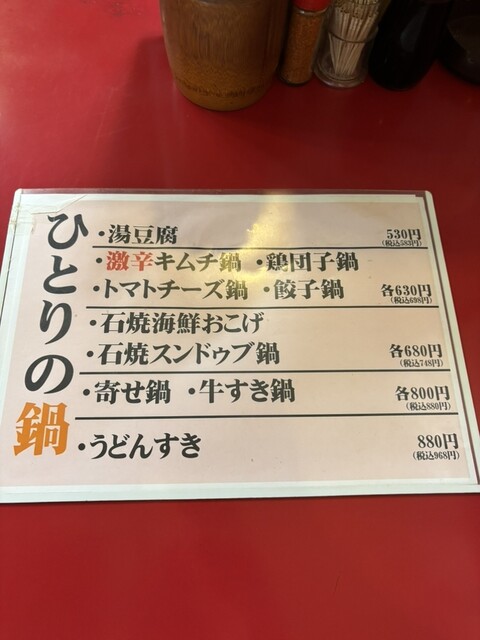 ひとりの鍋
・湯豆腐 530円
(税込583円)
・激辛キムチ鍋 ・鶏団子鍋
・トマトチーズ鍋 ・餃子鍋 各630円
(税込698円)
・石焼海鮮おこげ
・石焼スンドゥブ鍋 各680円
(税込748円)
・寄せ鍋 ・牛すき鍋 各800円
(税込880円)
・うどんすき 880円
(税込968円)